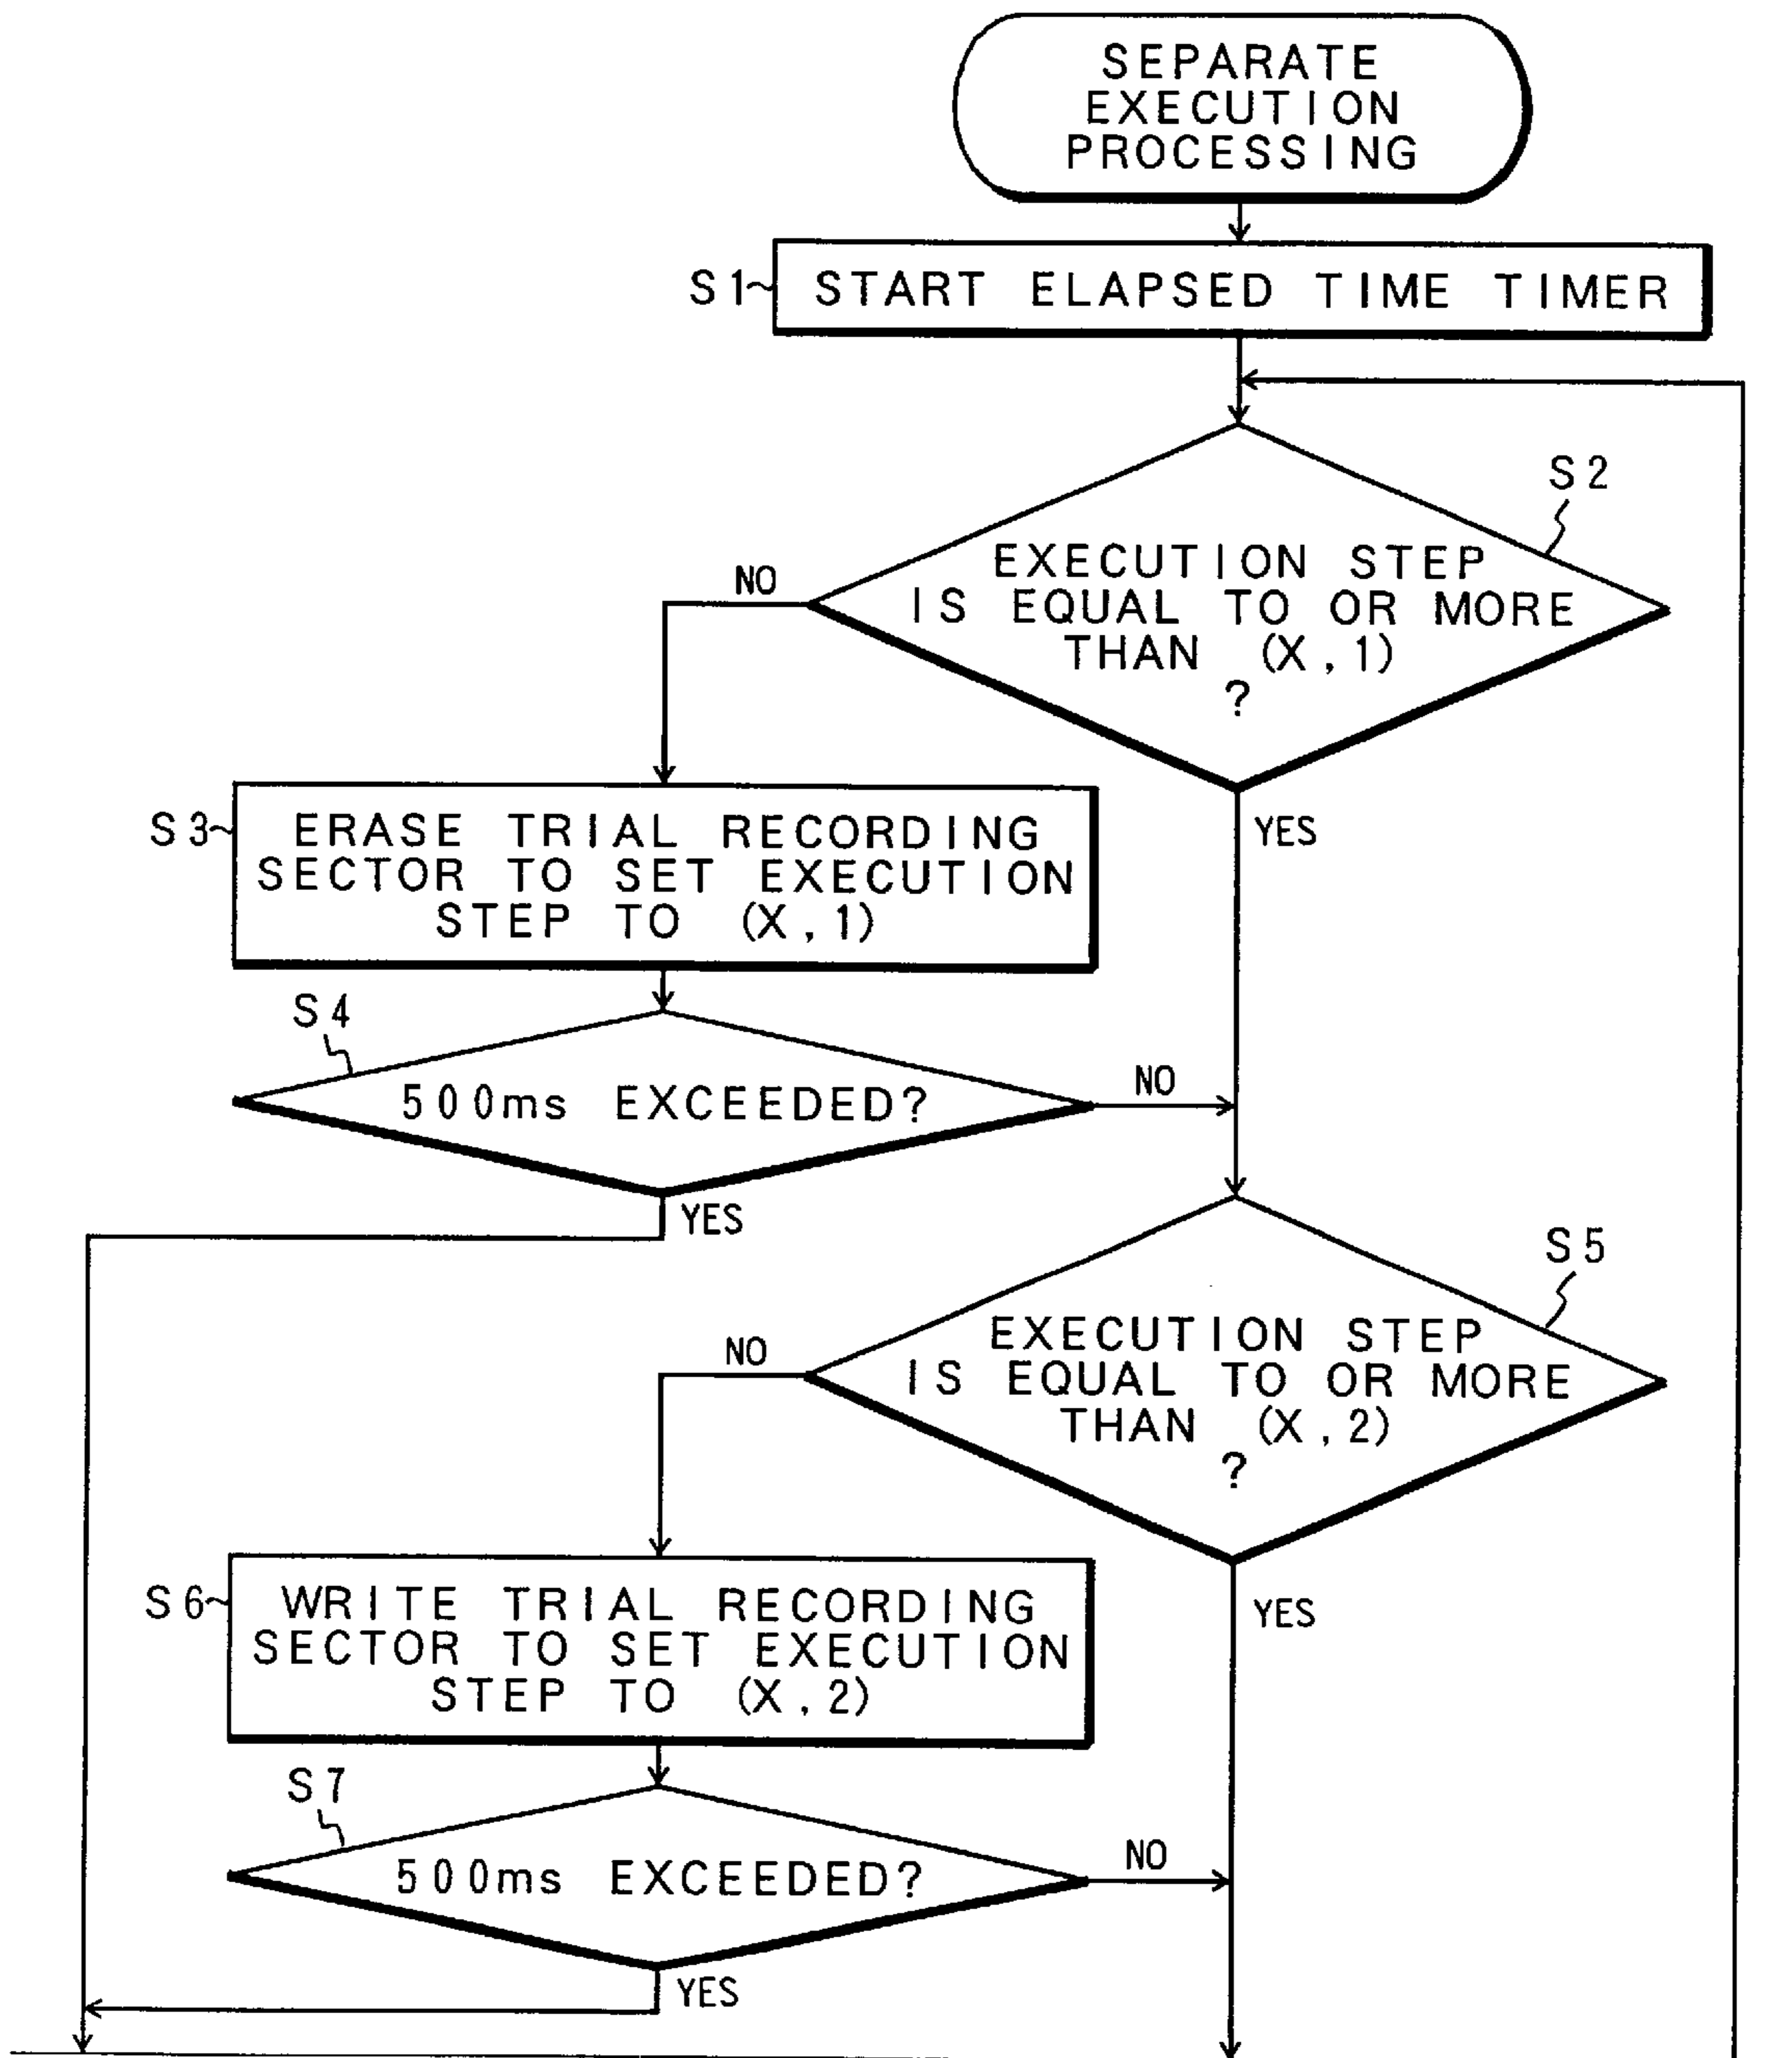 SEPARATE
EXECUTION
PROCESSING
S1
START ELAPSED TIME TIMER
S2
EXECUTION STEP
IS EQUAL TO OR MORE
THAN (X,1)
?
NO
YES
S3
ERASE TRIAL RECORDING
SECTOR TO SET EXECUTION
STEP TO (X,1)
S4
500ms EXCEEDED?
NO
YES
S5
EXECUTION STEP
IS EQUAL TO OR MORE
THAN (X,2)
?
NO
YES
S6
WRITE TRIAL RECORDING
SECTOR TO SET EXECUTION
STEP TO (X,2)
S7
500ms EXCEEDED?
NO
YES